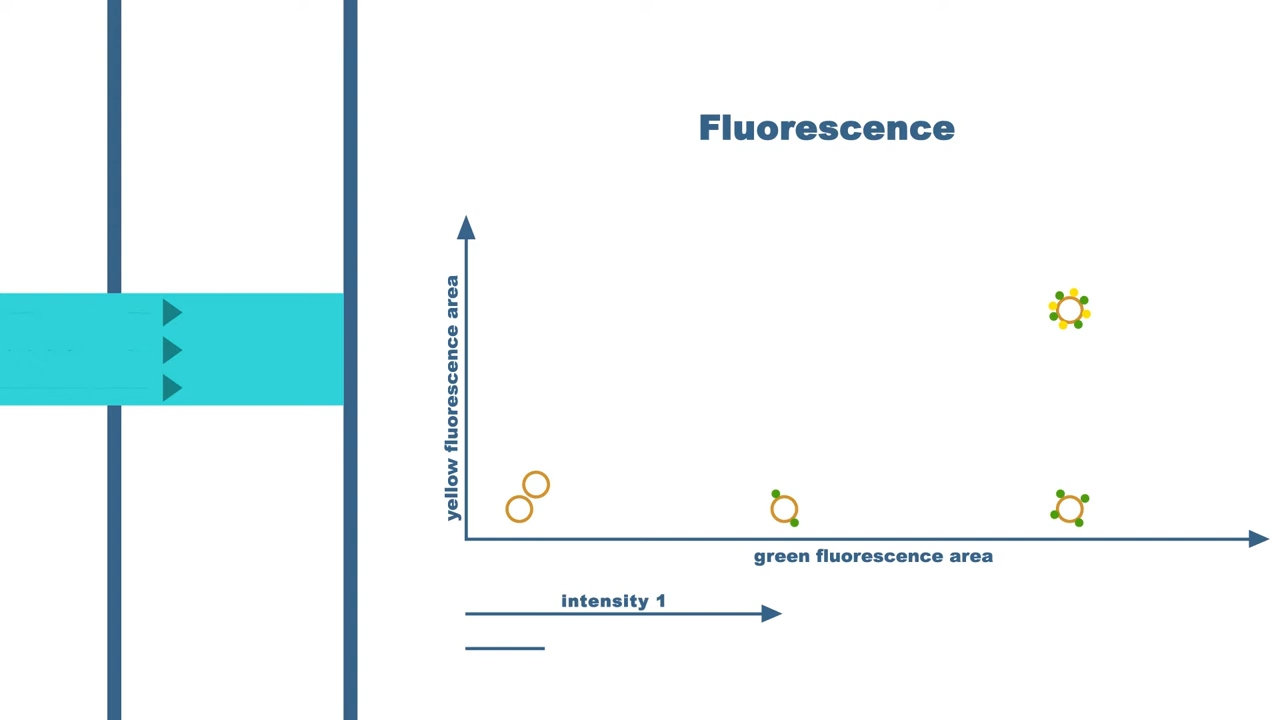 Fluorescence
yellow fluorescence area
green fluorescence area
intensity 1